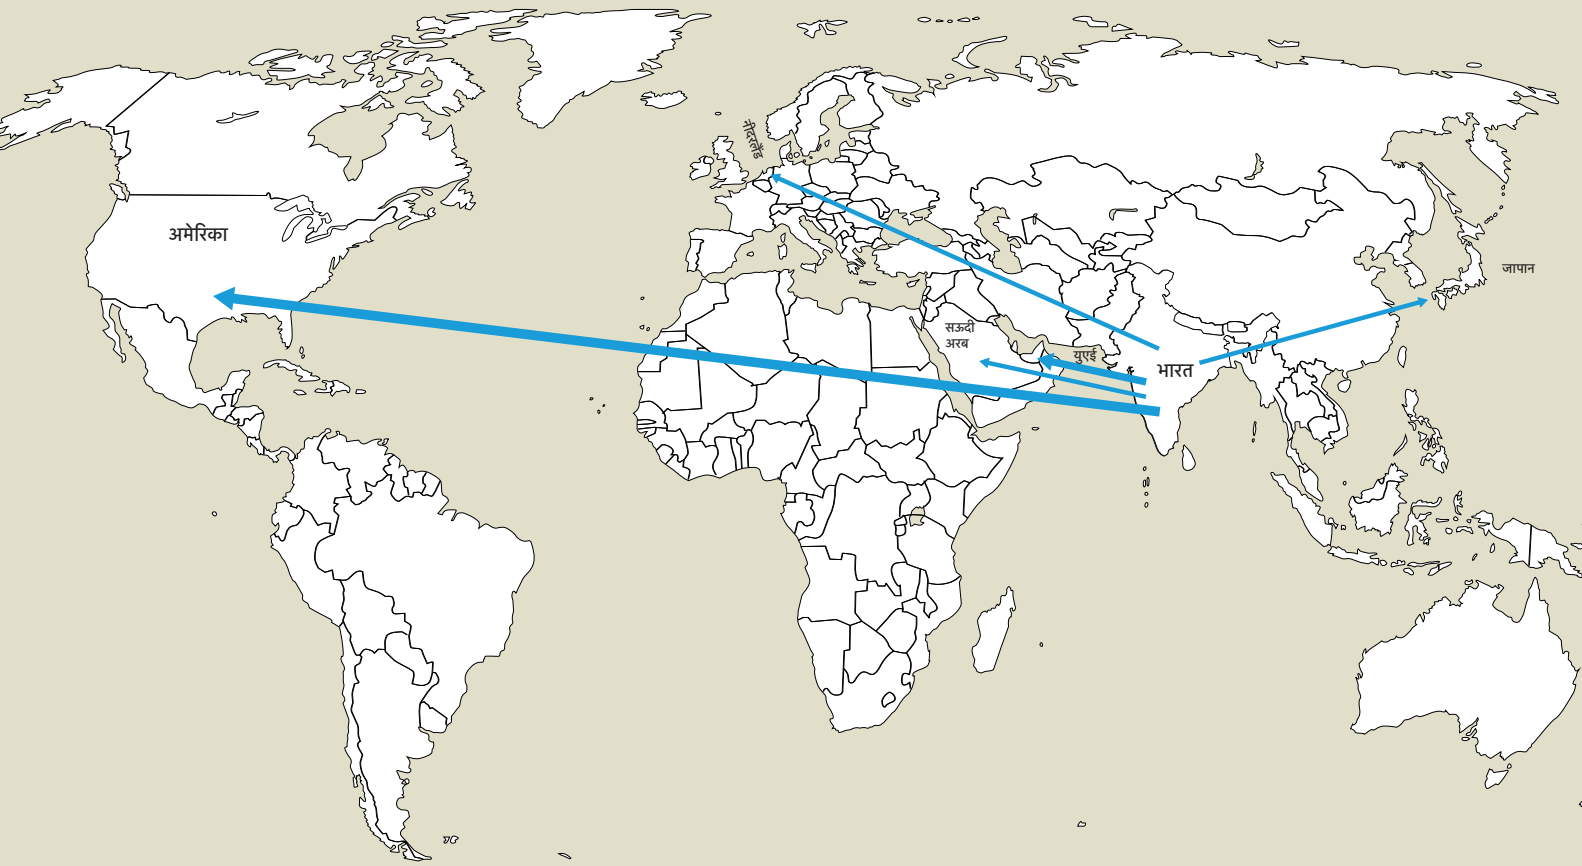 नीदरलैंड
अमेरिका
जापान
सऊदी
अरब
युएई
भारत